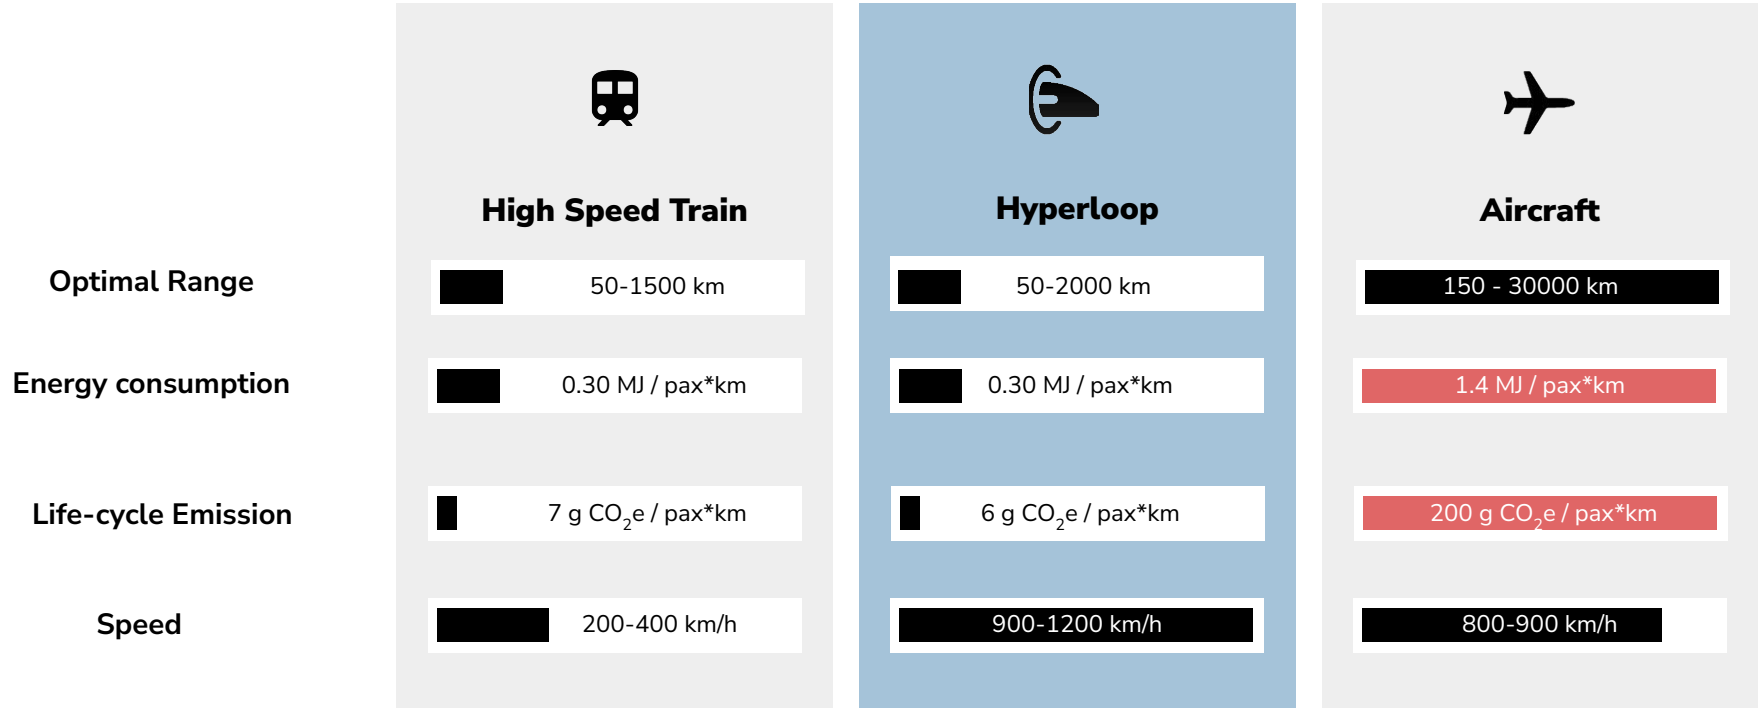 High Speed Train
Hyperloop
Aircraft
Optimal Range
50-1500 km
50-2000 km
150 - 30000 km
Energy consumption
0.30 MJ / pax*km
0.30 MJ / pax*km
1.4 MJ / pax*km
Life-cycle Emission
7 g CO₂e / pax*km
6 g CO₂e / pax*km
200 g CO₂e / pax*km
Speed
200-400 km/h
900-1200 km/h
800-900 km/h